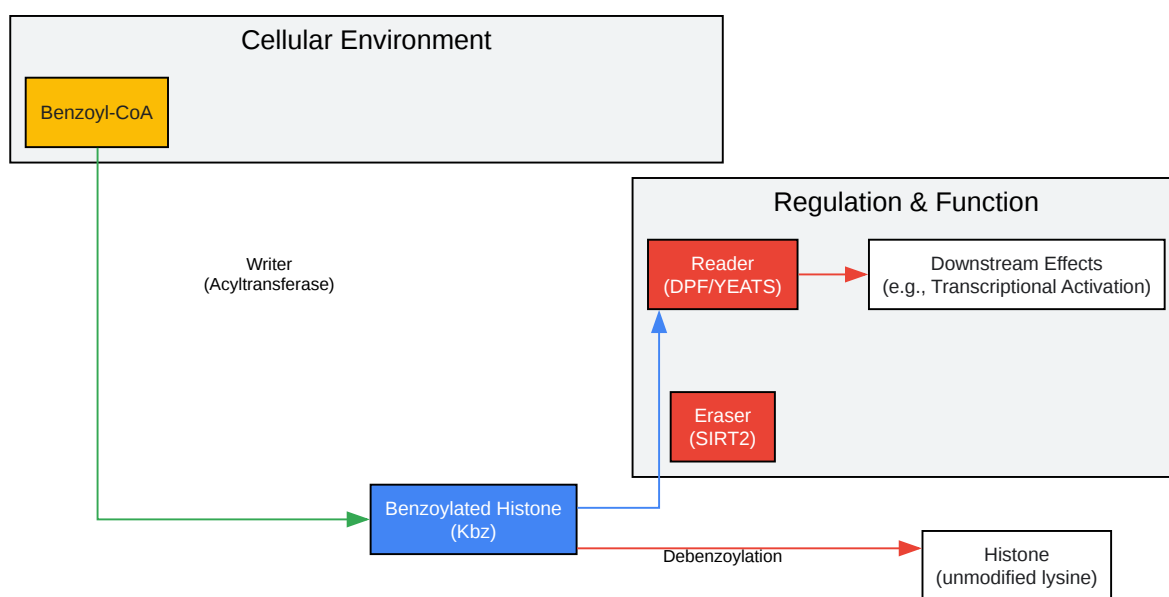 Cellular Environment
Benzoyl-CoA
Writer
(Acyltransferase)
Regulation & Function
Reader
(DPF/YEATS)
Downstream Effects
(e.g., Transcriptional Activation)
Eraser
(SIRT2)
Benzoylated Histone
(Kbz)
Debenzoylation
Histone
(unmodified lysine)